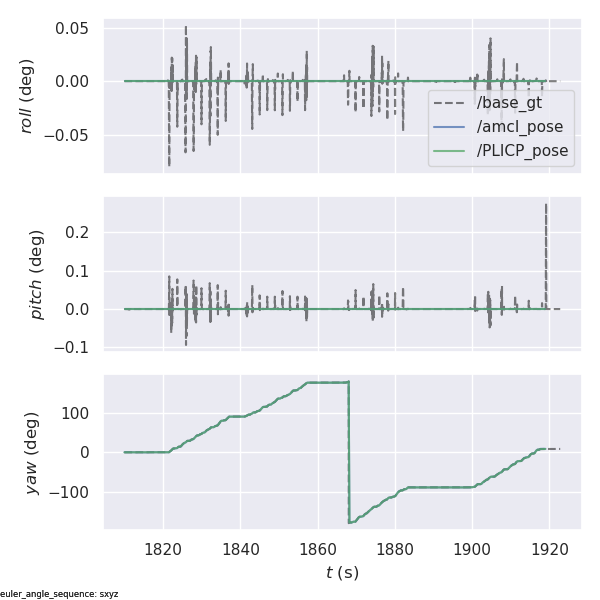 0.05
0.00
−0.05
roll (deg)
/base_gt
/amcl_pose
/PLICP_pose
0.2
0.1
0.0
−0.1
pitch (deg)
100
0
−100
yaw (deg)
1820 1840 1860 1880 1900 1920
t (s)
euler_angle_sequence: sxyz